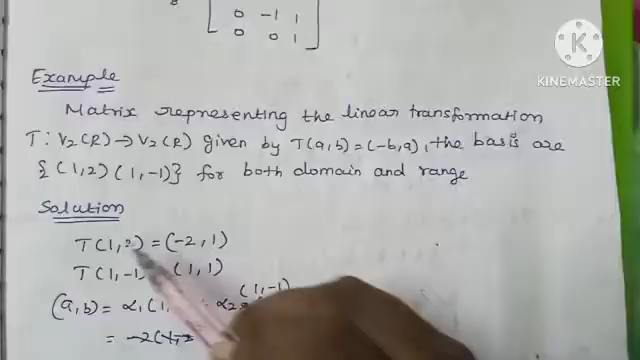 0 -1 1
0 0 1
K
KINEMASTER
Example
Matrix representing the linear transformation
T: V₂(R) → V₂(R) given by T(a,b) = (-b,a), the basis are
{(1,2) (1,-1)} for both domain and range
Solution
T(1,2) = (-2,1)
T(1,-1) (1,1)
(1,-1)
(a,b) = α₁(1, α₂
= -2